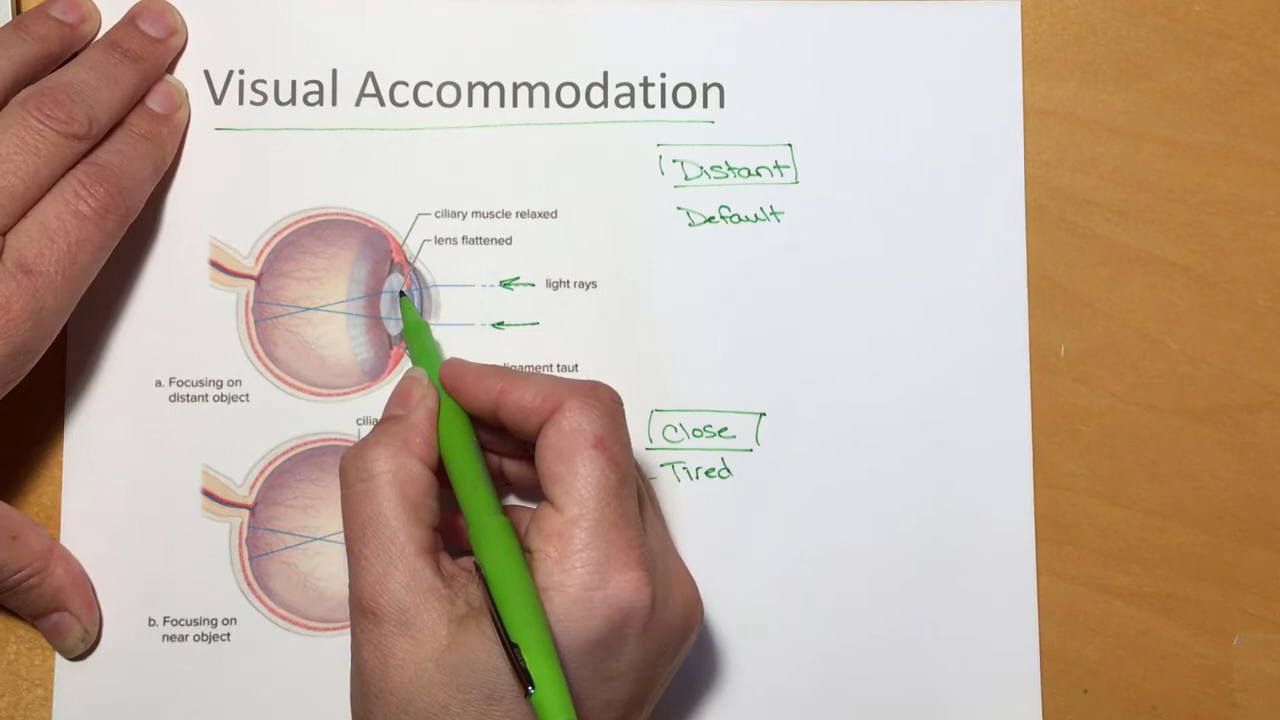 Visual Accommodation
Distant
Default
ciliary muscle relaxed
lens flattened
light rays
ligament taut
a. Focusing on
distant object
Close
- Tired
b. Focusing on
near object